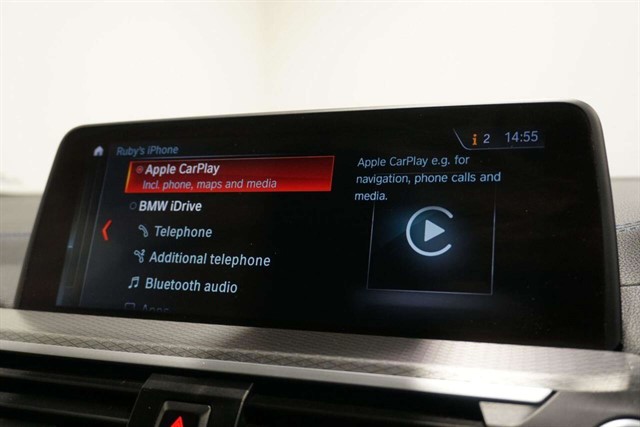 Ruby's iPhone
i 2 14:55
Apple CarPlay
Incl. phone, maps and media
BMW iDrive
Telephone
Additional telephone
Bluetooth audio
Apps
Apple CarPlay e.g. for
navigation, phone calls and
media.